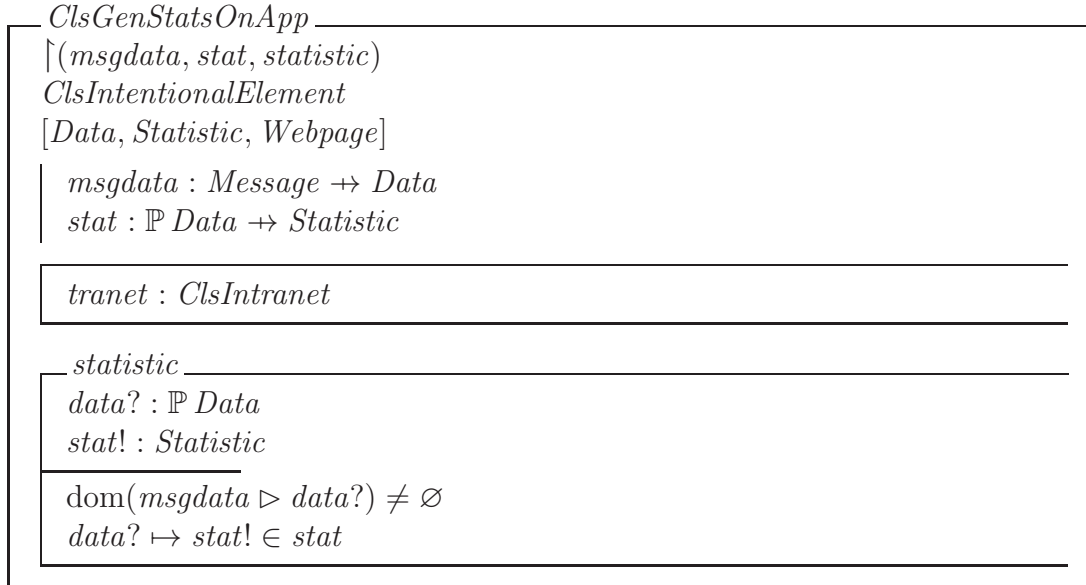 ClsGenStatsOnApp
↾(msgdata, stat, statistic)
ClsIntentionalElement
[Data, Statistic, Webpage]
msgdata : Message ⇸ Data
stat : ℙ Data ⇸ Statistic
tranet : ClsIntranet
statistic
data? : ℙ Data
stat! : Statistic
dom(msgdata ▷ data?) ≠ ∅
data? ↦ stat! ∈ stat